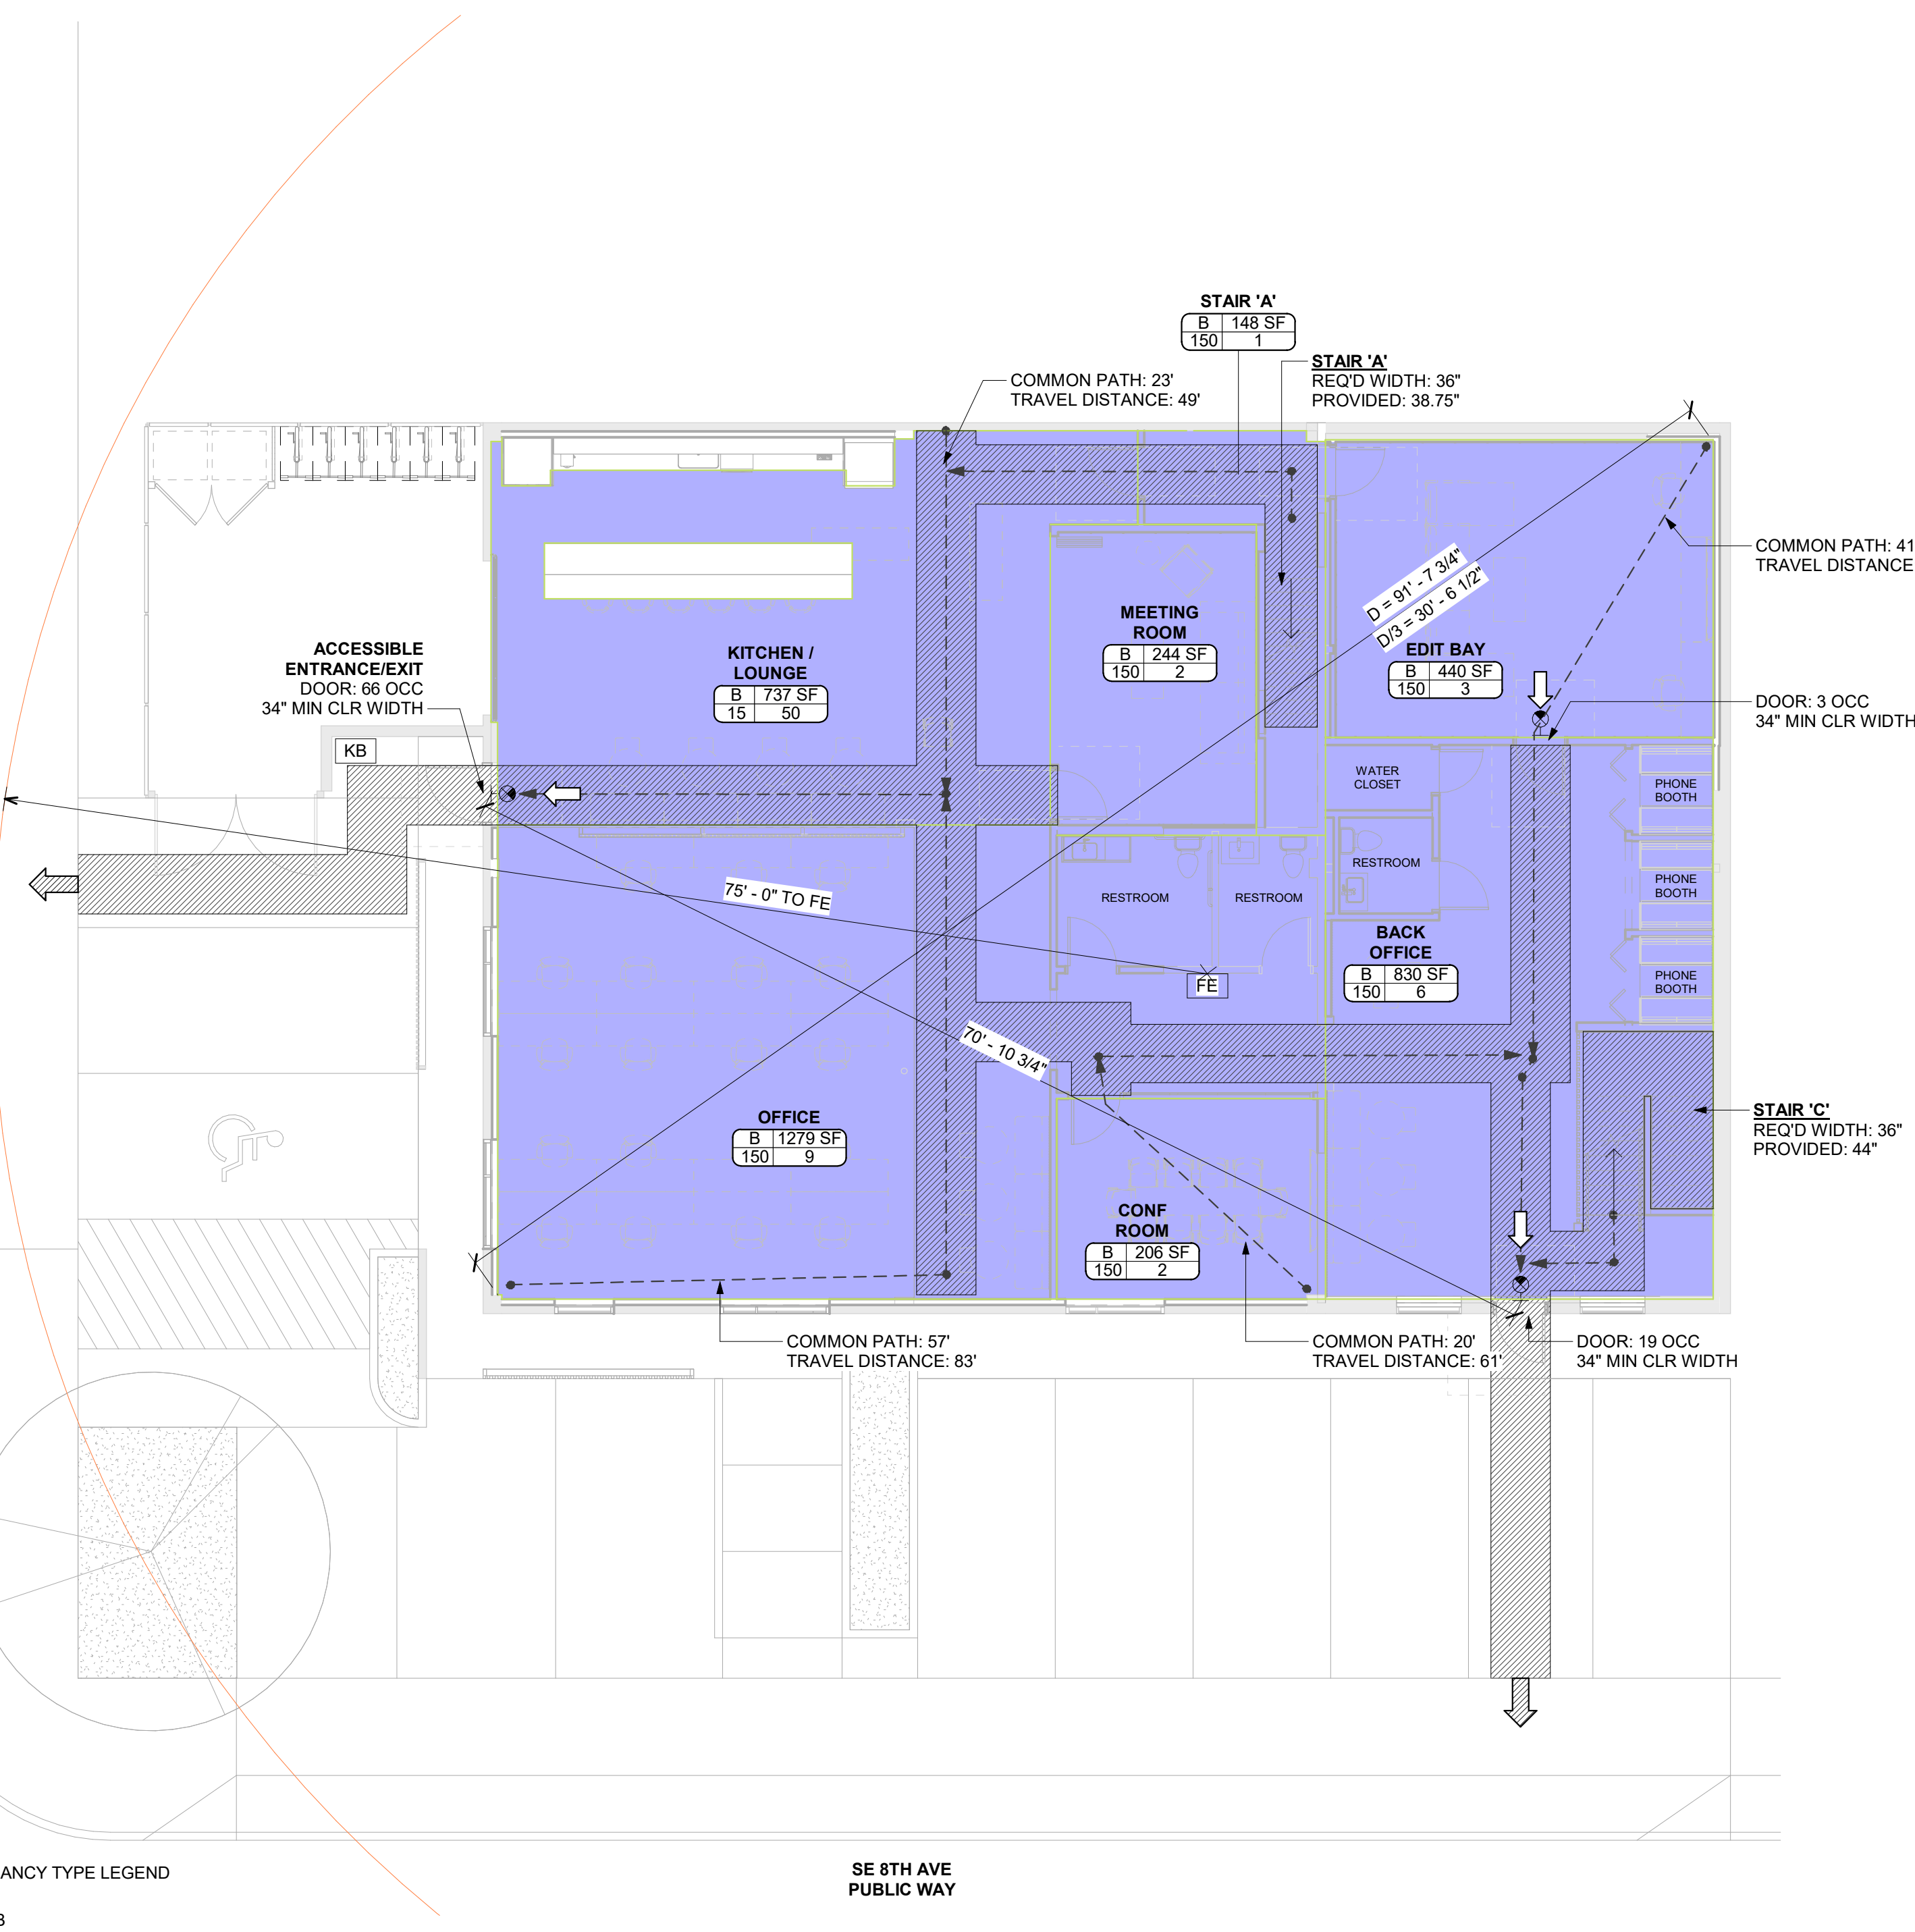 STAIR 'A'
B 148 SF
150 1
STAIR 'A'
REQ'D WIDTH: 36"
PROVIDED: 38.75"
COMMON PATH: 23'
TRAVEL DISTANCE: 49'
COMMON PATH: 41
TRAVEL DISTANCE
D = 91' - 7 3/4"
D/3 = 30' - 6 1/2"
MEETING
ROOM
B 244 SF
150 2
EDIT BAY
B 440 SF
150 3
ACCESSIBLE
ENTRANCE/EXIT
DOOR: 66 OCC
34" MIN CLR WIDTH
KITCHEN /
LOUNGE
B 737 SF
15 50
DOOR: 3 OCC
34" MIN CLR WIDTH
KB
WATER
CLOSET
PHONE
BOOTH
RESTROOM
PHONE
BOOTH
75' - 0" TO FE
RESTROOM
RESTROOM
BACK
OFFICE
B 830 SF
150 6
PHONE
BOOTH
FE
70' - 10 3/4"
OFFICE
B 1279 SF
150 9
STAIR 'C'
REQ'D WIDTH: 36"
PROVIDED: 44"
CONF
ROOM
B 206 SF
150 2
COMMON PATH: 57'
TRAVEL DISTANCE: 83'
COMMON PATH: 20'
TRAVEL DISTANCE: 61'
DOOR: 19 OCC
34" MIN CLR WIDTH
ANCY TYPE LEGEND
SE 8TH AVE
PUBLIC WAY